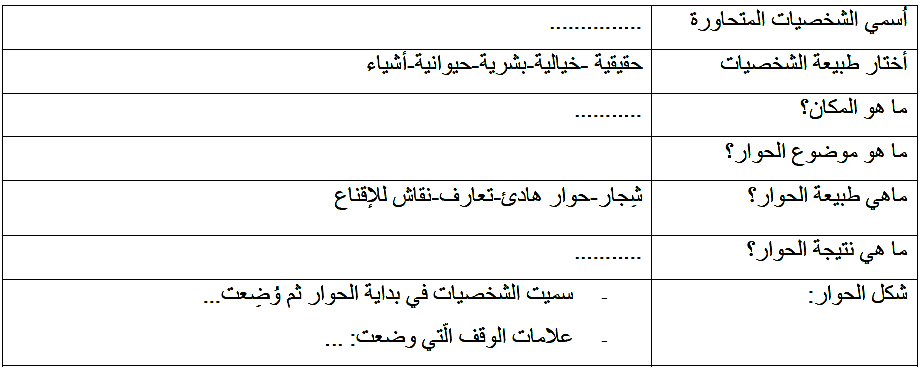 أسمي الشخصيات المتحاورة ...............
أختار طبيعة الشخصيات حقيقية -خيالية-بشرية-حيوانية-أشياء
ما هو المكان؟ ...........
ما هو موضوع الحوار؟
ماهي طبيعة الحوار؟ شِجار-حوار هادئ-تعارف-نقاش للإقناع
ما هي نتيجة الحوار؟ ...........
شكل الحوار: - سميت الشخصيات في بداية الحوار ثم وُضِعت...
- علامات الوقف الّتي وضعت: ...